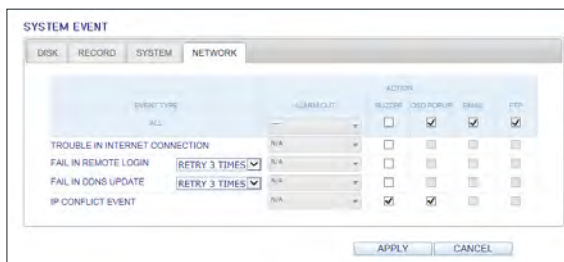 SYSTEM EVENT
DISK RECORD SYSTEM NETWORK
ACTION
EVENT TYPE ALARM OUT BUZZER OSD POPUP EMAIL FTP
ALL ---
TROUBLE IN INTERNET CONNECTION N/A
FAIL IN REMOTE LOGIN RETRY 3 TIMES N/A
FAIL IN DDNS UPDATE RETRY 3 TIMES N/A
IP CONFLICT EVENT N/A
APPLY CANCEL